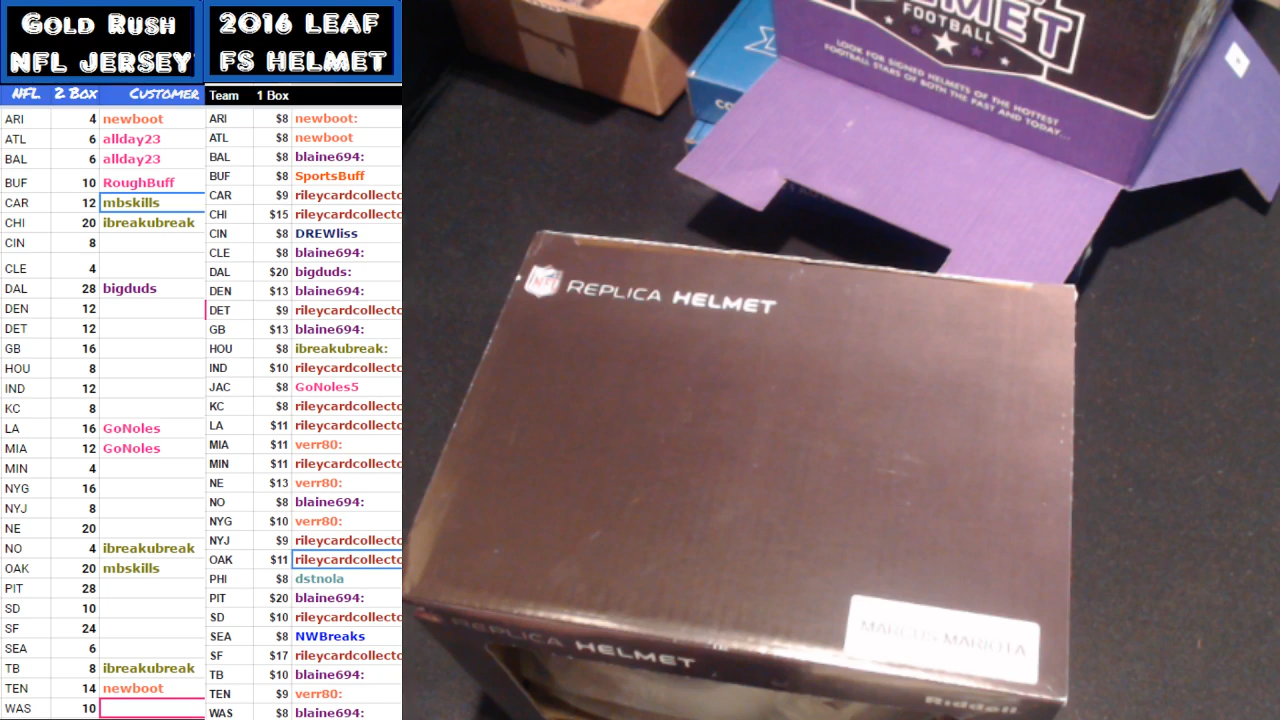 GOLD RUSH
NFL JERSEY
NFL 2 BOX CUSTOMER
ARI 4 newboot
ATL 6 allday23
BAL 6 allday23
BUF 10 RoughBuff
CAR 12 mbskills
CHI 20 ibreakubreak
CIN 8
CLE 4
DAL 28 bigduds
DEN 12
DET 12
GB 16
HOU 8
IND 12
KC 8
LA 16 GoNoles
MIA 12 GoNoles
MIN 4
NYG 16
NYJ 8
NE 20
NO 4 ibreakubreak
OAK 20 mbskills
PIT 28
SD 10
SF 24
SEA 6
TB 8 ibreakubreak
TEN 14 newboot
WAS 10
2016 LEAF
FS HELMET
Team 1 Box
ARI $8 newboot:
ATL $8 newboot
BAL $8 blaine694:
BUF $8 SportsBuff
CAR $9 rileycardcollecto
CHI $15 rileycardcollecto
CIN $8 DREWliss
CLE $8 blaine694:
DAL $20 bigduds:
DEN $13 blaine694:
DET $9 rileycardcollecto
GB $13 blaine694:
HOU $8 ibreakubreak:
IND $10 rileycardcollecto
JAC $8 GoNoles5
KC $8 rileycardcollecto
LA $11 rileycardcollecto
MIA $11 verr80:
MIN $11 rileycardcollecto
NE $13 verr80:
NO $8 blaine694:
NYG $10 verr80:
NYJ $9 rileycardcollecto
OAK $11 rileycardcollecto
PHI $8 dstnola
PIT $20 blaine694:
SD $10 rileycardcollecto
SEA $8 NWBreaks
SF $17 rileycardcollecto
TB $10 blaine694:
TEN $9 verr80:
WAS $8 blaine694:
FOOTBALL
LOOK FOR SIGNED HELMETS OF THE HOTTEST
FOOTBALL STARS OF BOTH THE PAST AND TODAY...
NFL REPLICA HELMET
MARCUS MARIOTA
REPLICA HELMET
Riddell